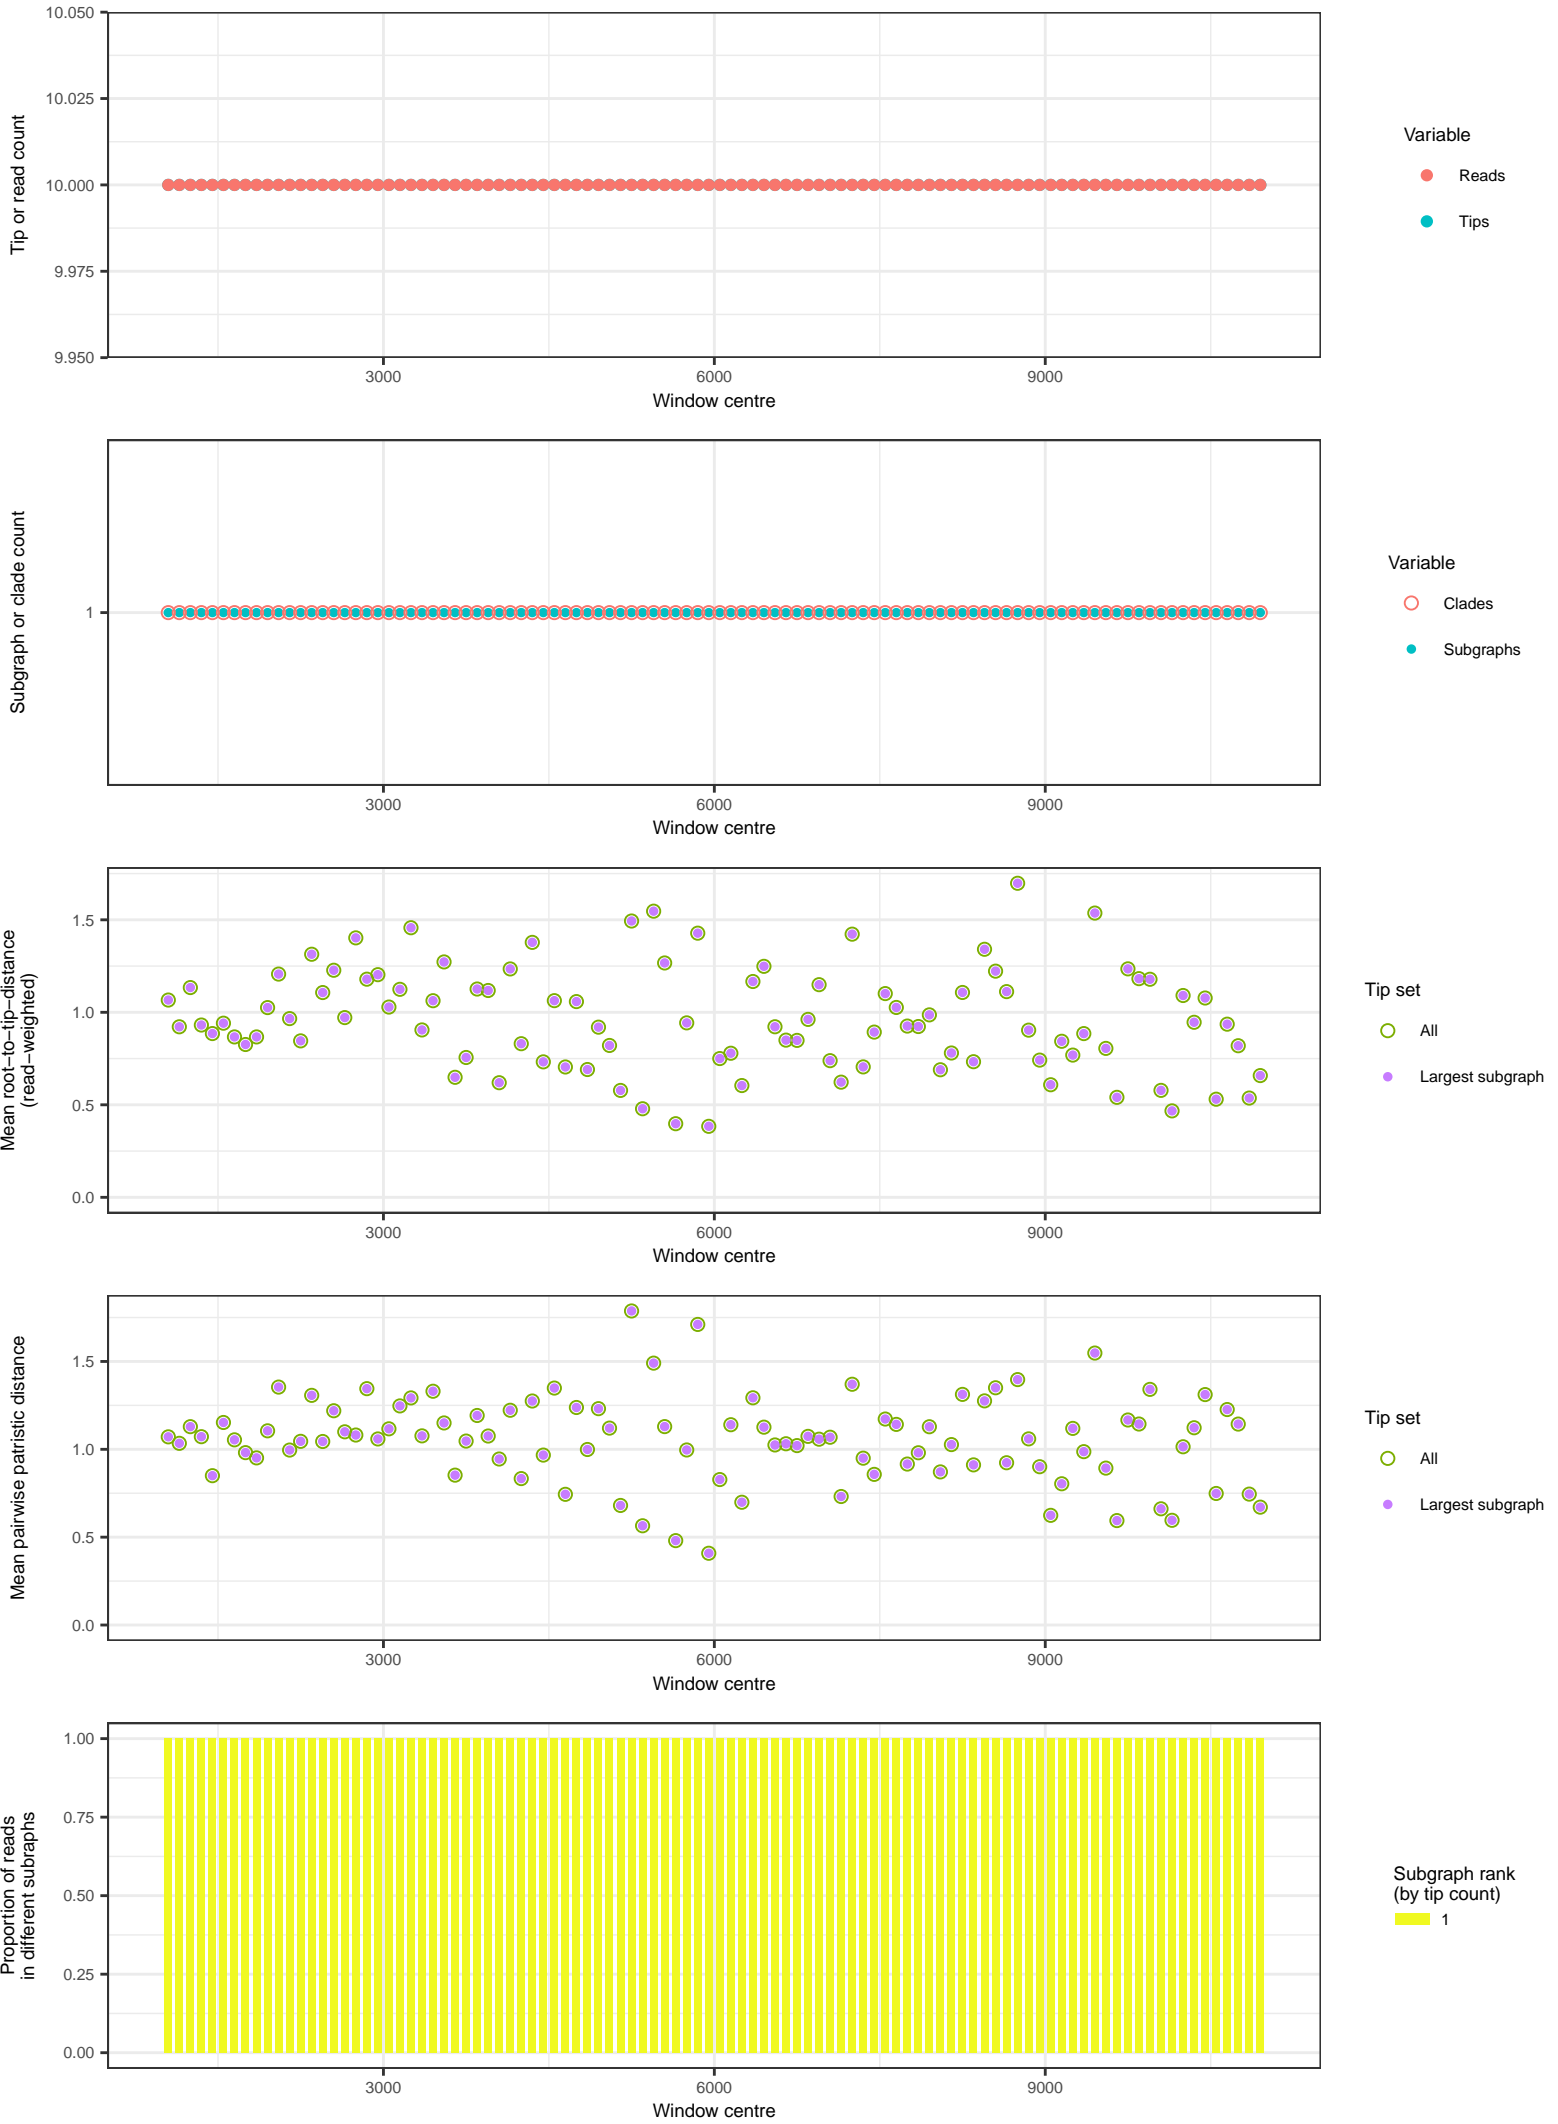 10.050
10.025
10.000
9.975
9.950
Tip or read count
3000
6000
9000
Window centre
Variable
Reads
Tips
1
Subgraph or clade count
3000
6000
9000
Window centre
Variable
Clades
Subgraphs
1.5
1.0
0.5
0.0
Mean root−to−tip−distance
(read−weighted)
3000
6000
9000
Window centre
Tip set
All
Largest subgraph
1.5
1.0
0.5
0.0
Mean pairwise patristic distance
3000
6000
9000
Window centre
Tip set
All
Largest subgraph
1.00
0.75
0.50
0.25
0.00
Proportion of reads
in different subraphs
3000
6000
9000
Window centre
Subgraph rank
(by tip count)
1